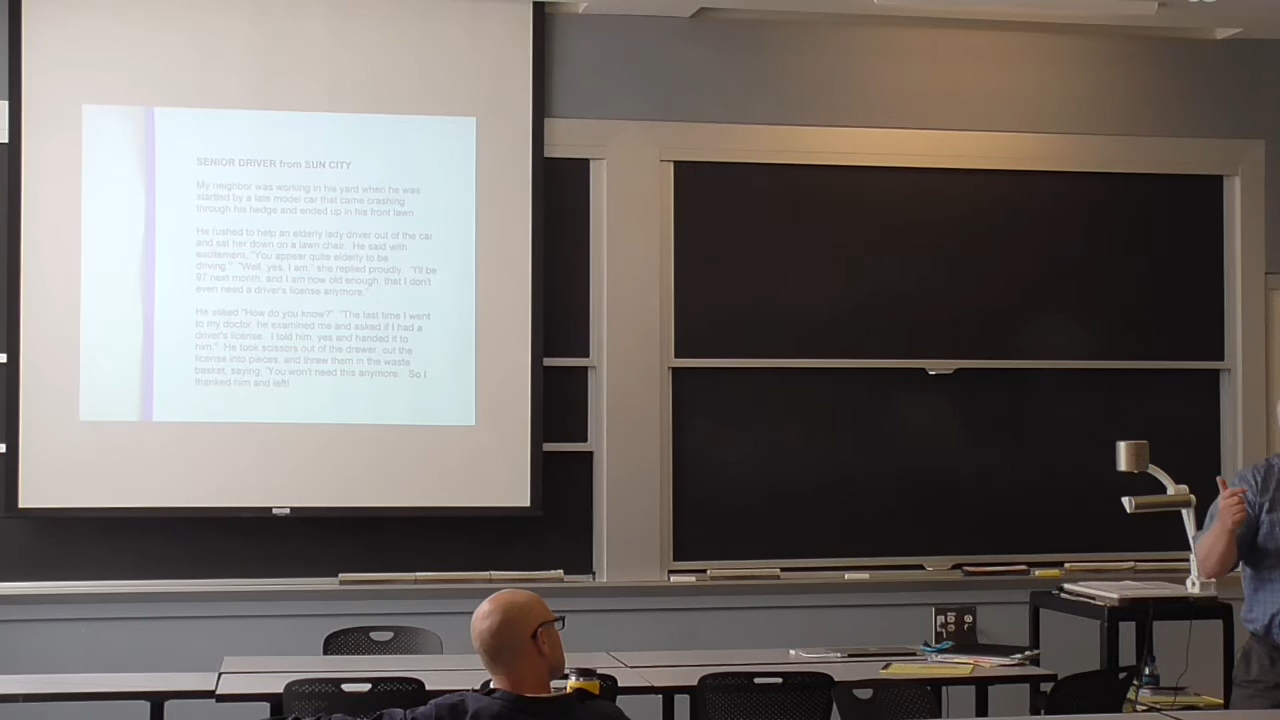 SENIOR DRIVER from SUN CITY
My neighbor was working in his yard when he was
startled by a late model car that came crashing
through his hedge and ended up in his front lawn
He rushed to help an elderly lady driver out of the car
and sat her down on a lawn chair. He said with
excitement, "You appear quite elderly to be
driving." "Well, yes, I am," she replied proudly. "I'll be
97 next month, and I am now old enough, that I don't
even need a driver's license anymore."
He asked "How do you know?" "The last time I went
to my doctor, he examined me and asked if I had a
driver's license. I told him, yes and handed it to
him." He took scissors out of the drawer, cut the
license into pieces, and threw them in the waste
basket, saying, "You won't need this anymore. So I
thanked him and left!